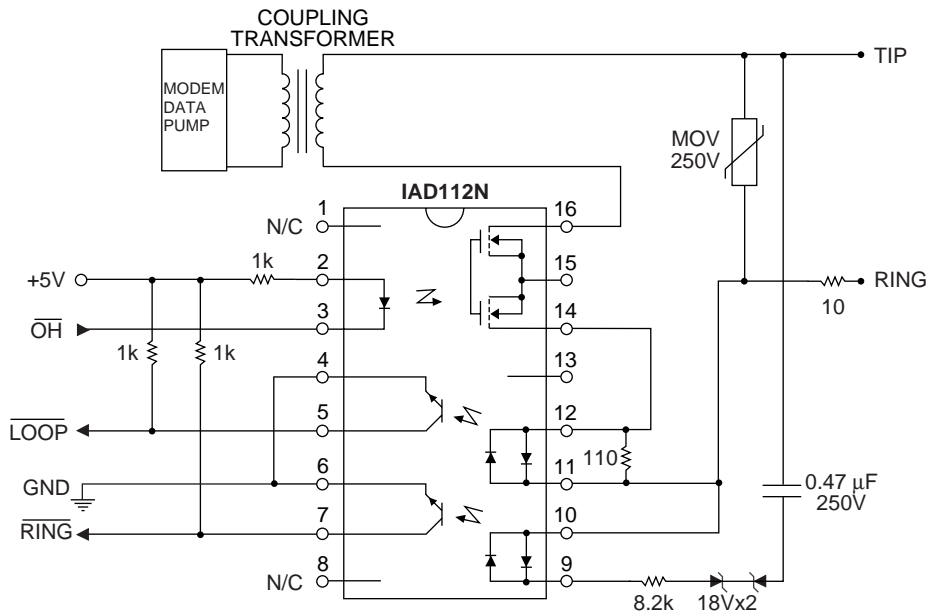 COUPLING
TRANSFORMER
MODEM
DATA
PUMP
TIP
MOV
250V
IAD112N
1
N/C
16
+5V
1k
2
15
RING
10
OH
3
14
1k
1k
4
13
LOOP
5
12
110
GND
6
11
0.47 μF
250V
RING
7
10
N/C
8
9
8.2k
18Vx2